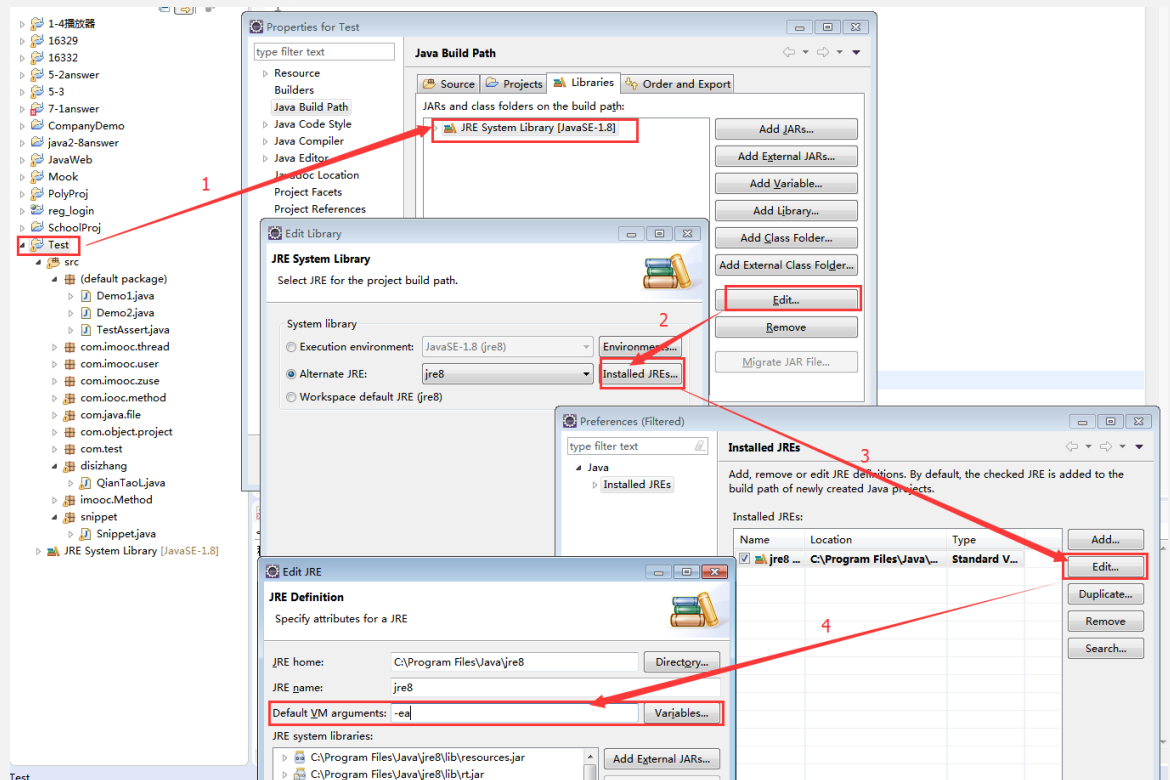 1-4播放器
16329
16332
5-2answer
5-3
7-1answer
CompanyDemo
java2-8answer
JavaWeb
Mook
PolyProj
reg_login
SchoolProj
Test
src
(default package)
Demo1.java
Demo2.java
TestAssert.java
com.imooc.thread
com.imooc.user
com.imooc.zuse
com.iooc.method
com.java.file
com.object.project
com.test
disizhang
QianTaoL.java
imooc.Method
snippet
Snippet.java
JRE System Library [JavaSE-1.8]
Test
1
Properties for Test
type filter text
Resource
Builders
Java Build Path
Java Code Style
Java Compiler
Java Editor
Javadoc Location
Project Facets
Project References
Java Build Path
Source
Projects
Libraries
Order and Export
JARs and class folders on the build path:
JRE System Library [JavaSE-1.8]
Add JARs...
Add External JARs...
Add Variable...
Add Library...
Add Class Folder...
Add External Class Folder...
Edit...
Remove
Migrate JAR File...
2
Edit Library
JRE System Library
Select JRE for the project build path.
System library
Execution environment:
JavaSE-1.8 (jre8)
Environments...
Alternate JRE:
jre8
Installed JREs...
Workspace default JRE (jre8)
3
Preferences (Filtered)
type filter text
Java
Installed JREs
Installed JREs
Add, remove or edit JRE definitions. By default, the checked JRE is added to the
build path of newly created Java projects.
Installed JREs:
Name Location Type
jre8 ... C:\Program Files\Java\... Standard V...
Add...
Edit...
Duplicate...
Remove
Search...
4
Edit JRE
JRE Definition
Specify attributes for a JRE
JRE home:
C:\Program Files\Java\jre8
Directory...
JRE name:
jre8
Default VM arguments:
-ea
Variables...
JRE system libraries:
C:\Program Files\Java\jre8\lib\resources.jar
C:\Program Files\Java\jre8\lib\rt.jar
Add External JARs...